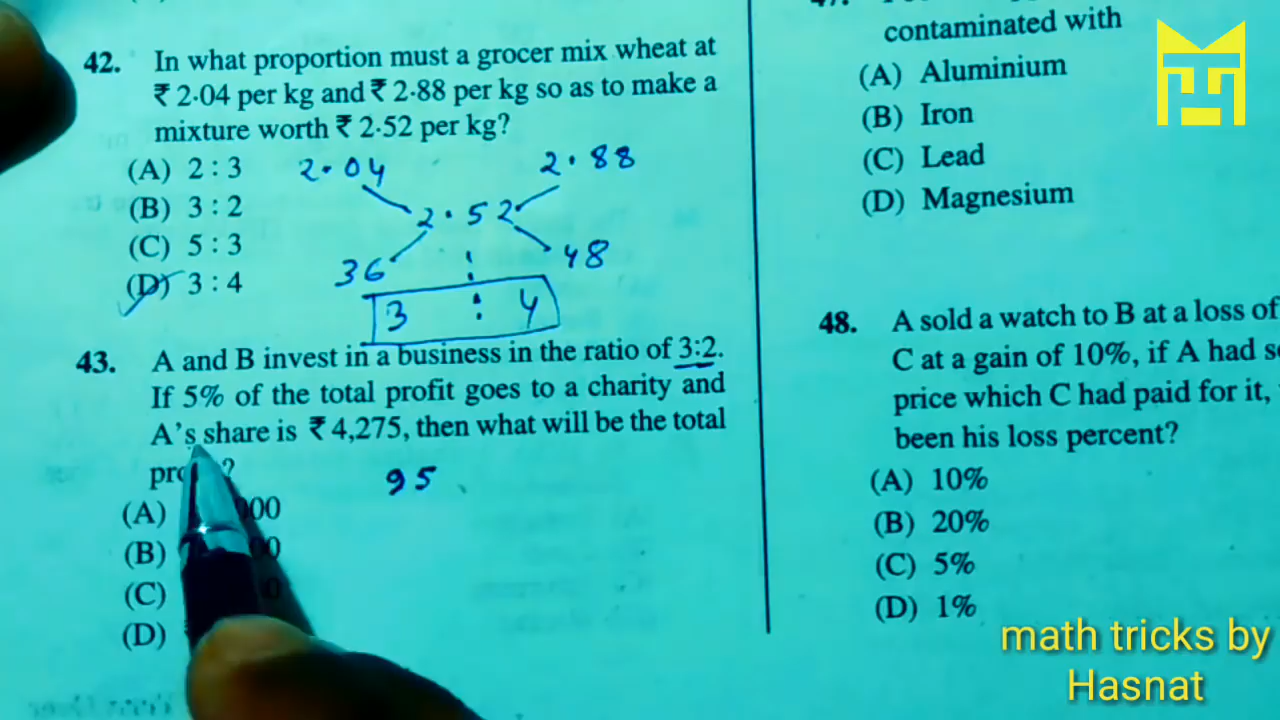 42. In what proportion must a grocer mix wheat at
₹ 2·04 per kg and ₹ 2·88 per kg so as to make a
mixture worth ₹ 2·52 per kg?
(A) 2 : 3
(B) 3 : 2
(C) 5 : 3
(D) 3 : 4
2.04 2.88
2.52
36 : 48
3 : 4
43. A and B invest in a business in the ratio of 3:2.
If 5% of the total profit goes to a charity and
A's share is ₹ 4,275, then what will be the total
?
95
(A)
(B)
(C)
(D)
47.
contaminated with
(A) Aluminium
(B) Iron
(C) Lead
(D) Magnesium
48. A sold a watch to B at a loss of
C at a gain of 10%, if A had
price which C had paid for it,
been his loss percent?
(A) 10%
(B) 20%
(C) 5%
(D) 1%
math tricks by
Hasnat